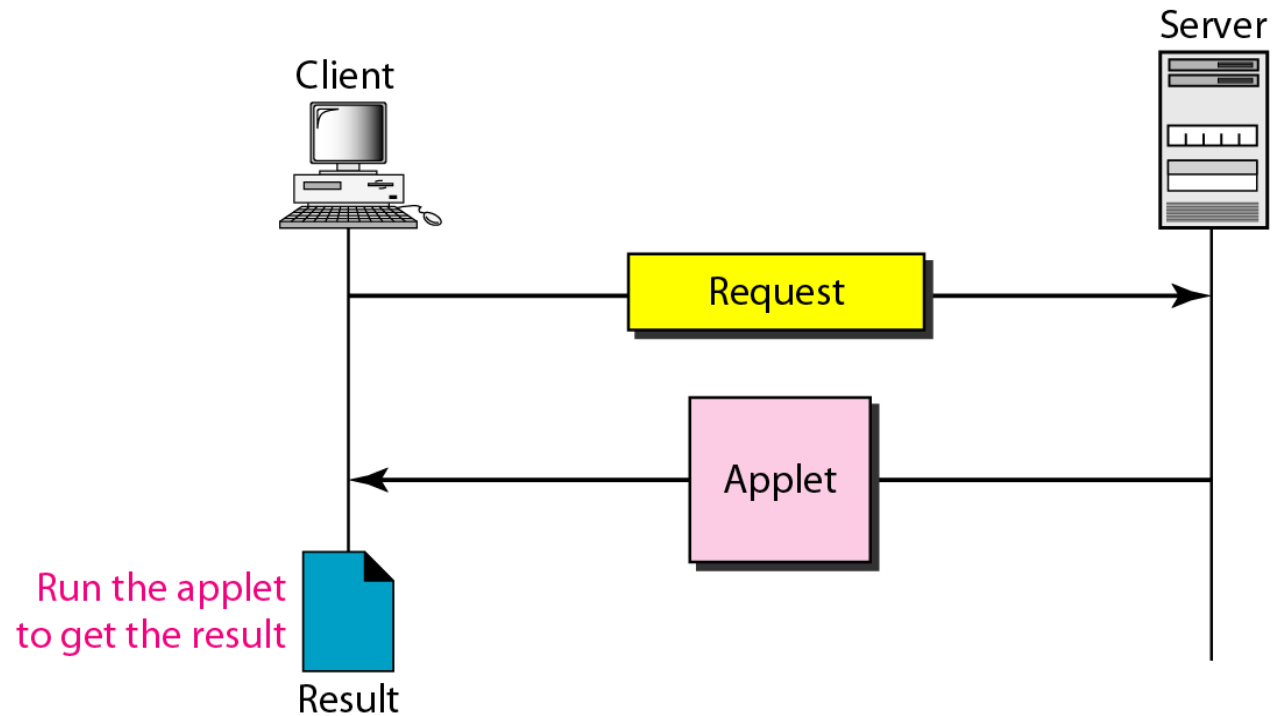 Server
Client
Request
Applet
Run the applet
to get the result
Result